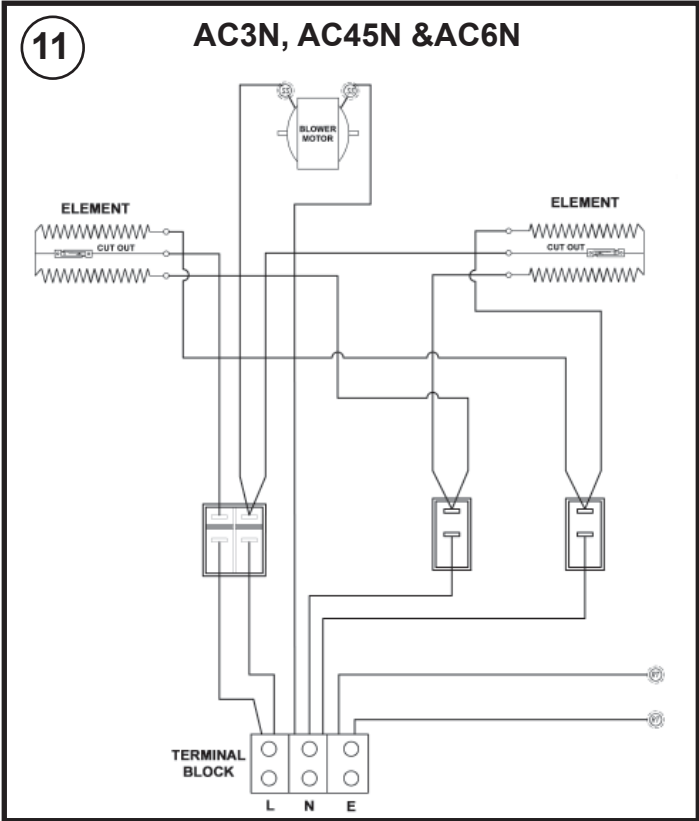 11
AC3N, AC45N &AC6N
BLOWER
MOTOR
ELEMENT
CUT OUT
ELEMENT
CUT OUT
TERMINAL
BLOCK
L N E